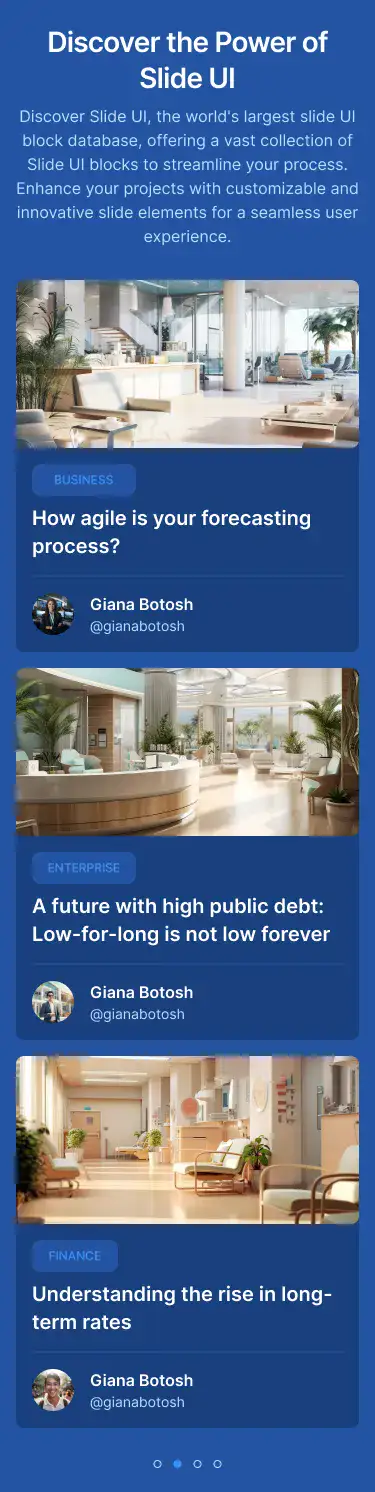 Discover the Power of
Slide UI
Discover Slide UI, the world's largest slide UI
block database, offering a vast collection of
Slide UI blocks to streamline your process.
Enhance your projects with customizable and
innovative slide elements for a seamless user
experience.
BUSINESS
How agile is your forecasting
process?
Giana Botosh
@gianabotosh
ENTERPRISE
A future with high public debt:
Low-for-long is not low forever
Giana Botosh
@gianabotosh
FINANCE
Understanding the rise in long-
term rates
Giana Botosh
@gianabotosh